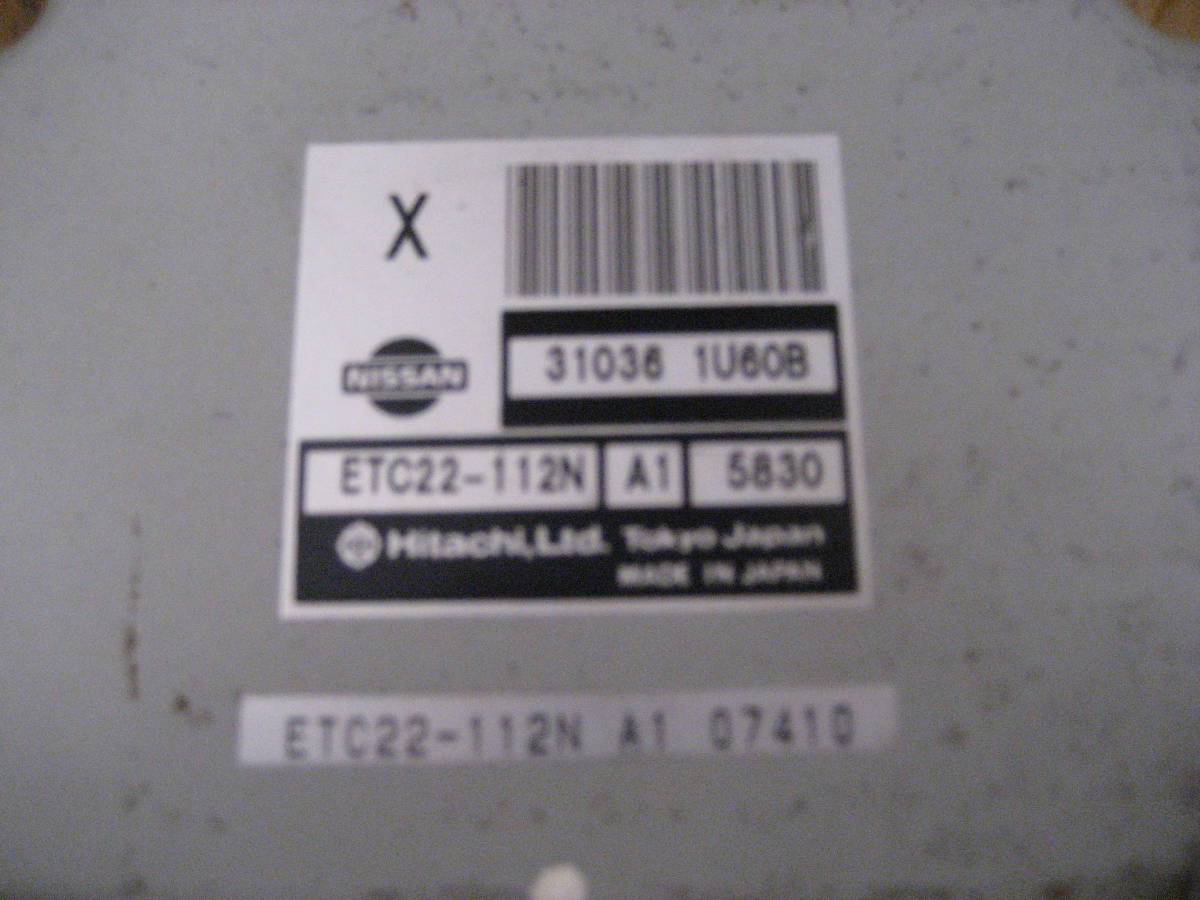 X
NISSAN
31036 1U60B
ETC22-112N A1 5830
Hitachi,Ltd. Tokyo Japan
MADE IN JAPAN
ETC22-112N A1 07410